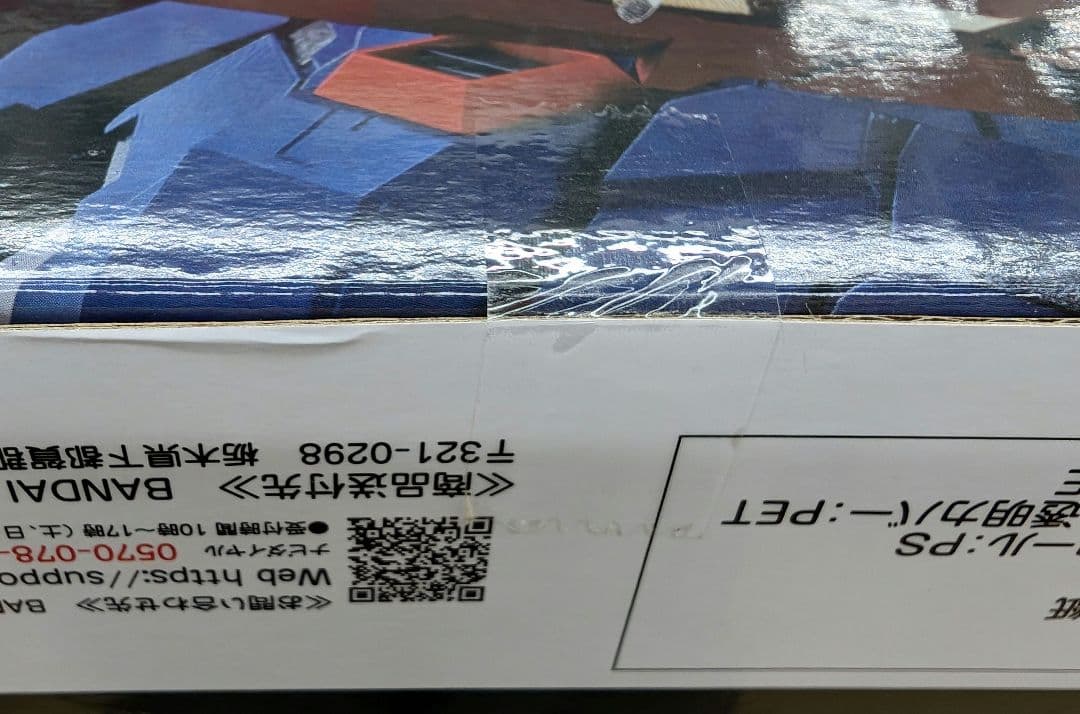 ≪お問い合わせ先≫ BA
Web https://suppo
ナビダイヤル 0570-078-
●受付時間 10時～17時(土、日
≪商品送付先≫ BANDAI
〒321-0298 栃木県下都賀郡
紙
ール:PS
透明カバー:PET